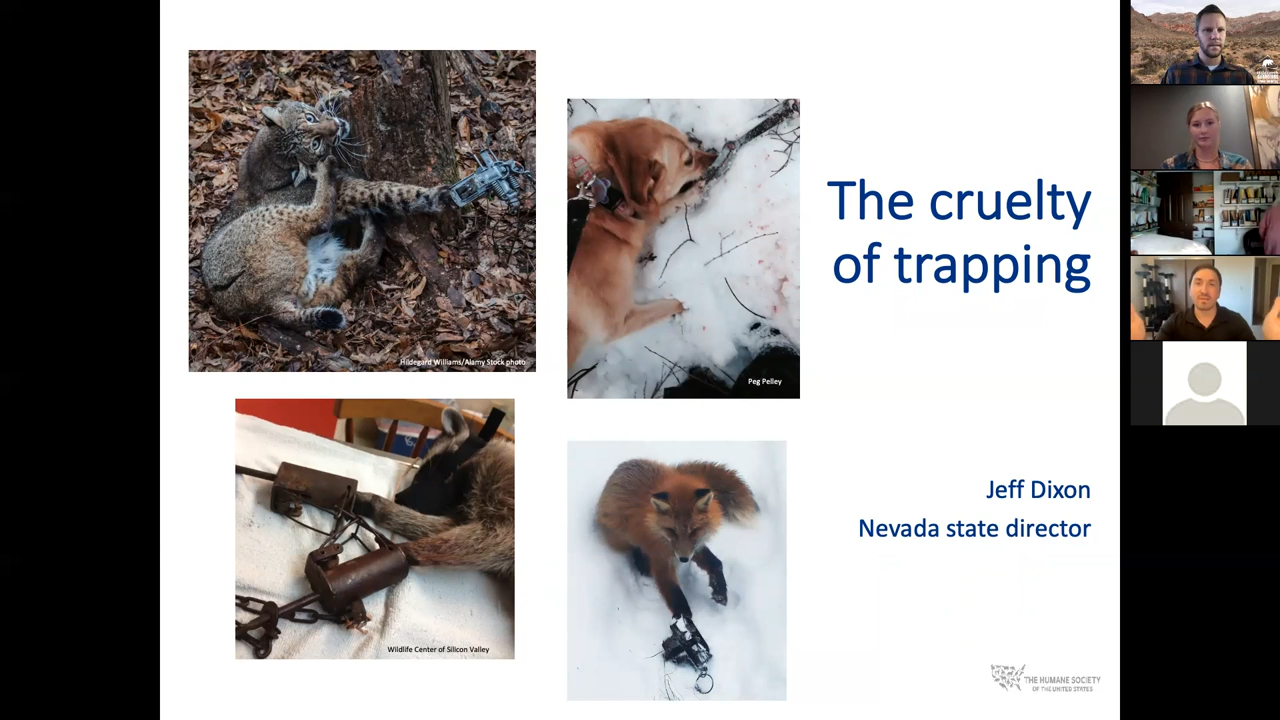 The cruelty
of trapping
Hildegard Williams/Alamy Stock photo
Peg Pelley
Jeff Dixon
Nevada state director
Wildlife Center of Silicon Valley
THE HUMANE SOCIETY
OF THE UNITED STATES